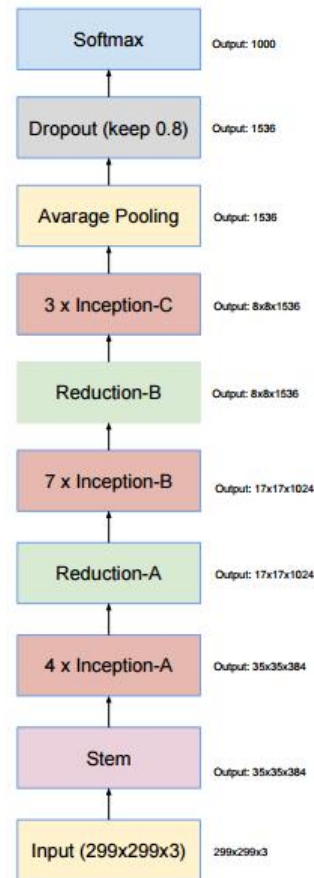 Softmax
Output: 1000
Dropout (keep 0.8)
Output: 1536
Avarage Pooling
Output: 1536
3 x Inception-C
Output: 8x8x1536
Reduction-B
Output: 8x8x1536
7 x Inception-B
Output: 17x17x1024
Reduction-A
Output: 17x17x1024
4 x Inception-A
Output: 35x35x384
Stem
Output: 35x35x384
Input (299x299x3)
299x299x3